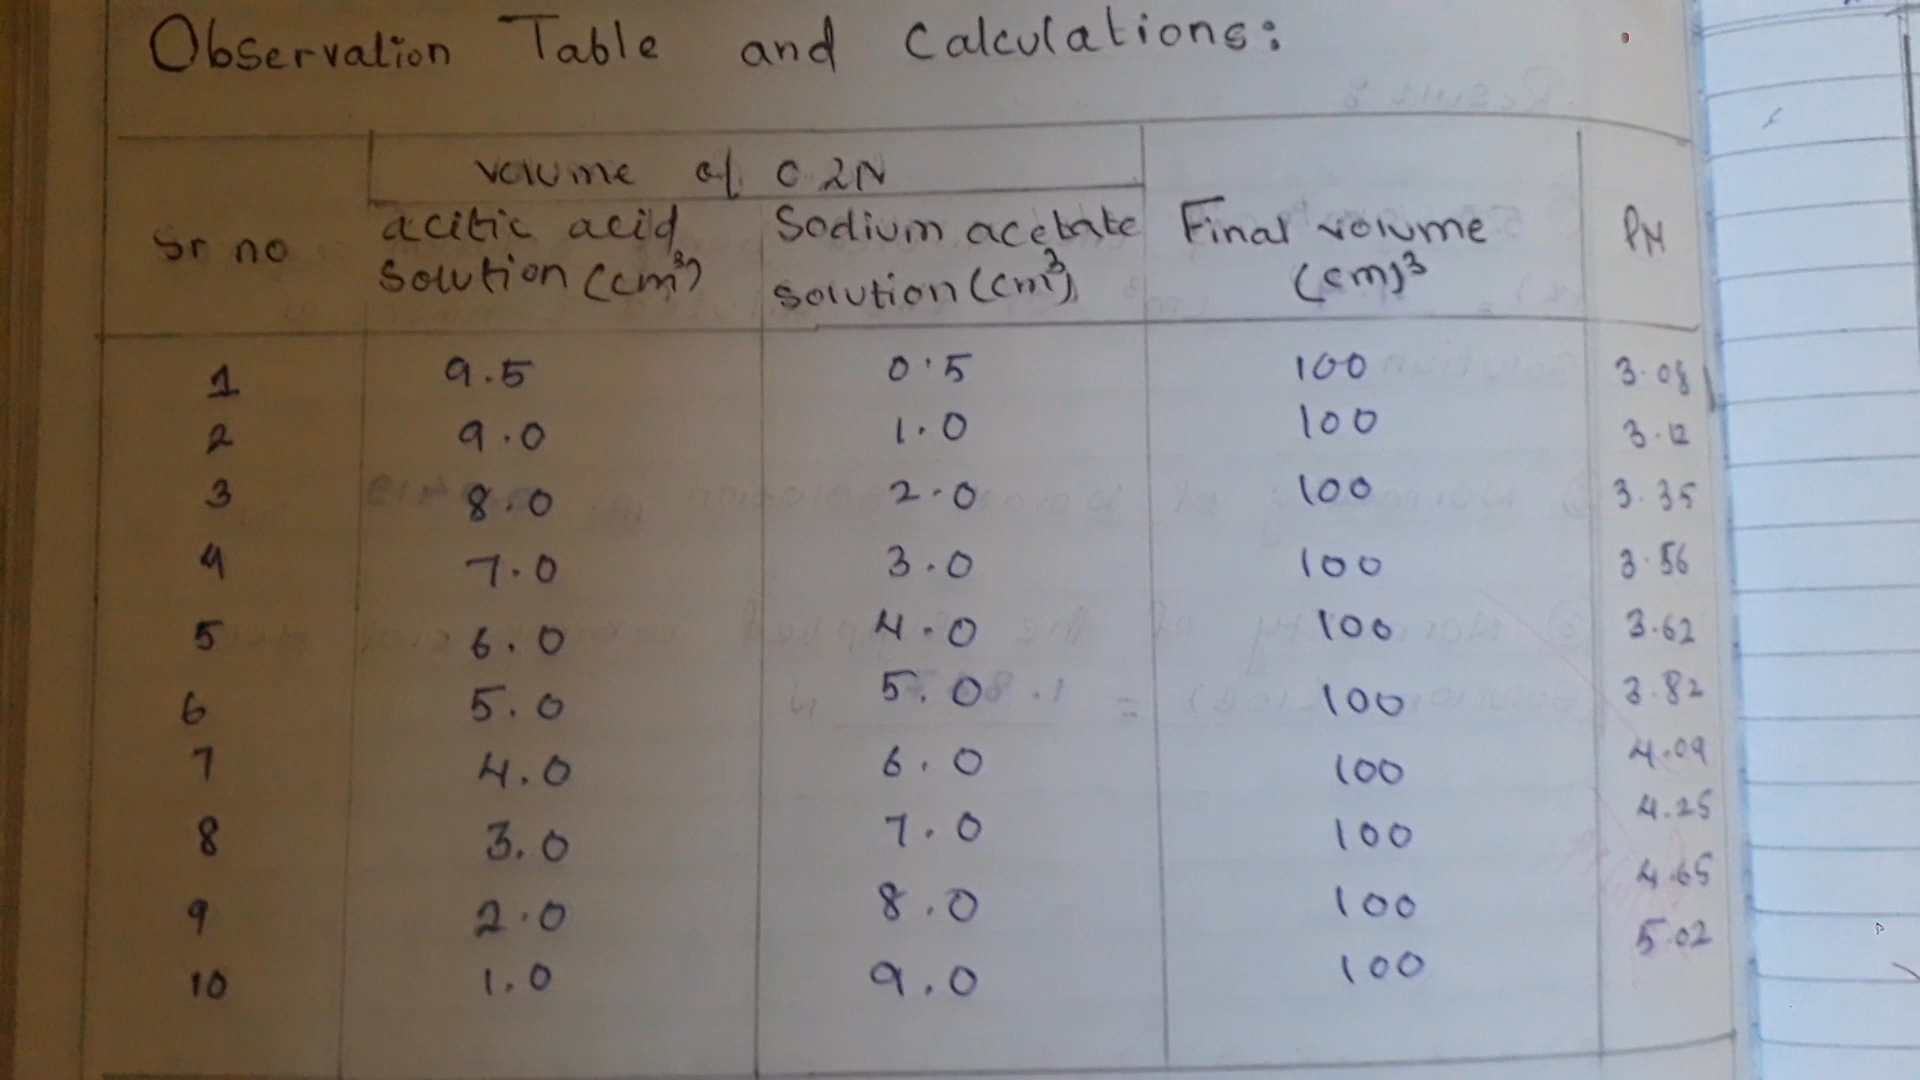 Observation Table and Calculations:
Volume of 0.2N
Sr no acitic acid solution (cm³) Sodium acetate solution (cm³) Final volume (cm)³ PH
1 9.5 0.5 100 3.08
2 9.0 1.0 100 3.12
3 8.0 2.0 100 3.35
4 7.0 3.0 100 3.56
5 6.0 4.0 100 3.62
6 5.0 5.0 100 3.82
7 4.0 6.0 100 4.09
8 3.0 7.0 100 4.25
9 2.0 8.0 100 4.65
10 1.0 9.0 100 5.02